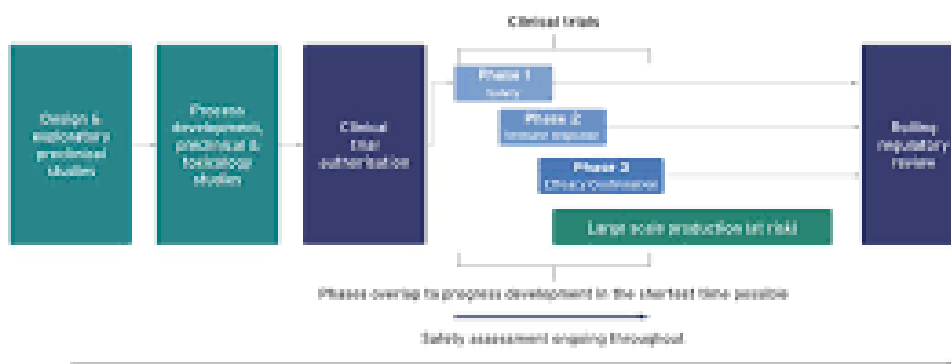 Clinical trials
Design &
exploratory
preclinical
studies
Process
development,
preclinical &
toxicology
studies
Clinical
trial
authorisation
Phase 1
Safety
Phase 2
Immune response
Phase 3
Efficacy Confirmation
Large scale production (at risk)
Rolling
regulatory
review
Phases overlap to progress development in the shortest time possible
Safety assessment ongoing throughout